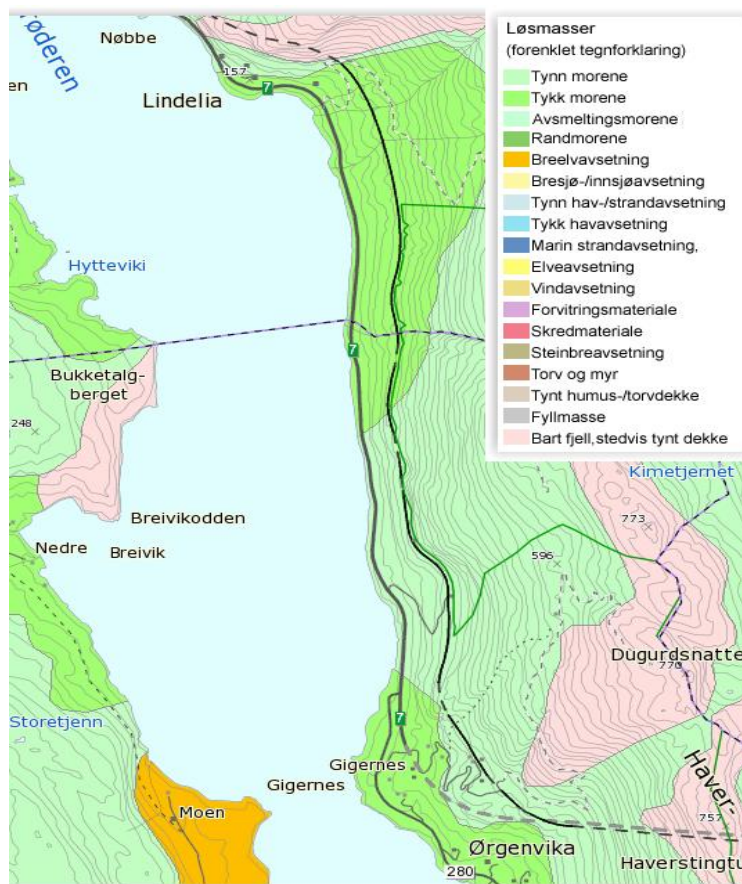 Løsmasser
(forenklet tegnforklaring)
Tynn morene
Tykk morene
Avsmeltingsmorene
Randmorene
Breelvavsetning
Bresjø-/innsjøavsetning
Tynn hav-/strandavsetning
Tykk havavsetning
Marin strandavsetning,
Elveavsetning
Vindavsetning
Forvitringsmateriale
Skredmateriale
Steinbreavsetning
Torv og myr
Tynt humus-/torvdekke
Fyllmasse
Bart fjell,stedvis tynt dekke
Nøbbe
en
157
7
Lindelia
Hytteviki
7
Bukketalg-
berget
248
Kimetjernet
Breivikodden
773
Nedre Breivik
596
Dugurdsnatte
770
Storetjenn
7
Gigernes
Gigernes
Moen
Haver-
757
Ørgenvika
280
Haverstingtu